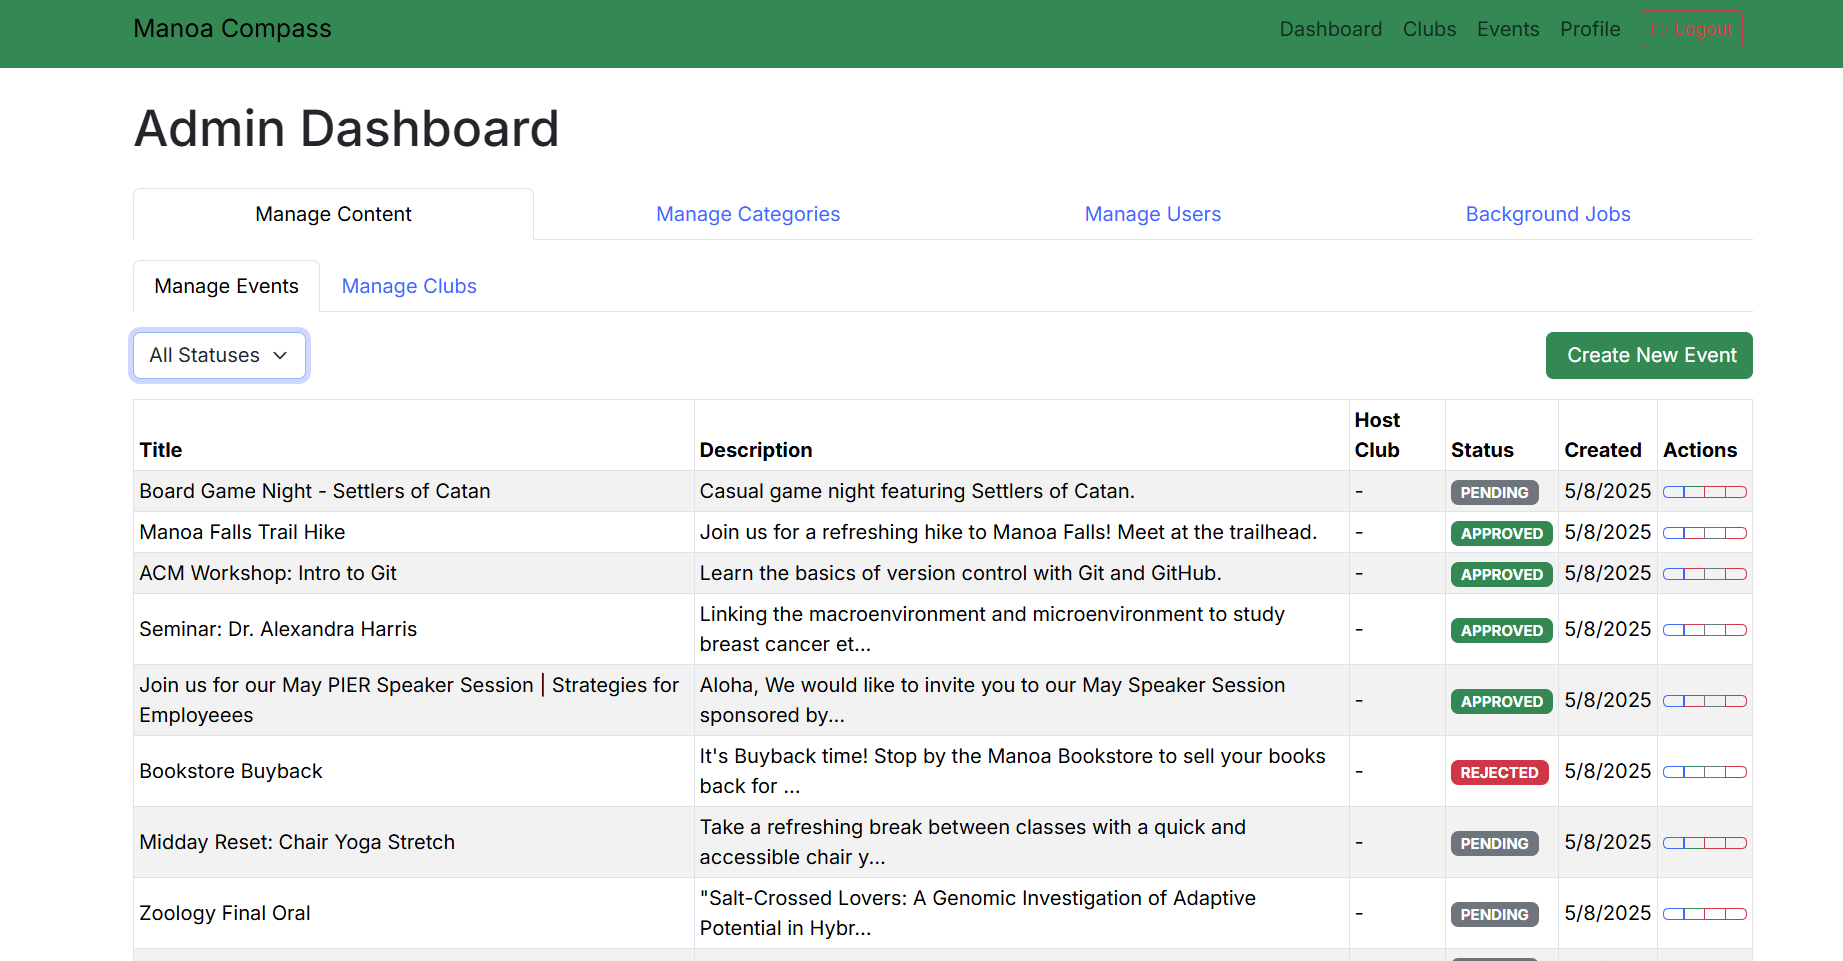 Manoa Compass
Dashboard Clubs Events Profile Logout
Admin Dashboard
Manage Content Manage Categories Manage Users Background Jobs
Manage Events Manage Clubs
All Statuses Create New Event
Title Description Host Club Status Created Actions
Board Game Night - Settlers of Catan Casual game night featuring Settlers of Catan. - PENDING 5/8/2025
Manoa Falls Trail Hike Join us for a refreshing hike to Manoa Falls! Meet at the trailhead. - APPROVED 5/8/2025
ACM Workshop: Intro to Git Learn the basics of version control with Git and GitHub. - APPROVED 5/8/2025
Seminar: Dr. Alexandra Harris Linking the macroenvironment and microenvironment to study
breast cancer et... - APPROVED 5/8/2025
Join us for our May PIER Speaker Session | Strategies for
Employeees Aloha, We would like to invite you to our May Speaker Session
sponsored by... - APPROVED 5/8/2025
Bookstore Buyback It's Buyback time! Stop by the Manoa Bookstore to sell your books
back for ... - REJECTED 5/8/2025
Midday Reset: Chair Yoga Stretch Take a refreshing break between classes with a quick and
accessible chair y... - PENDING 5/8/2025
Zoology Final Oral "Salt-Crossed Lovers: A Genomic Investigation of Adaptive
Potential in Hybr... - PENDING 5/8/2025